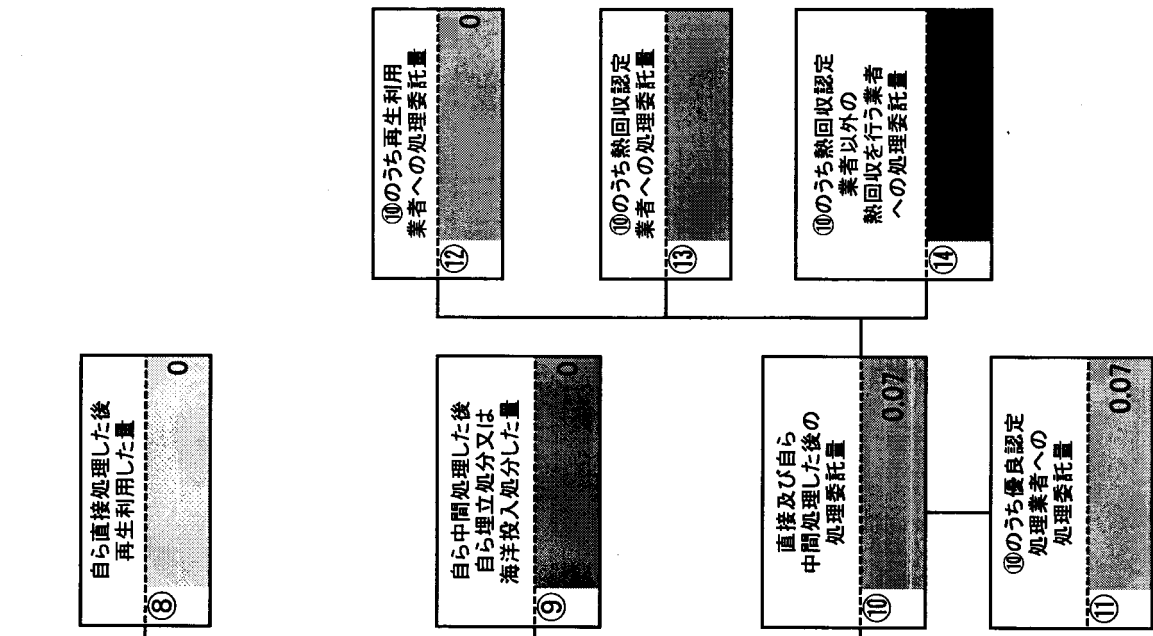 自ら直接処理した後
再生利用した量
⑧
0
自ら中間処理した後
自ら埋立処分又は
海洋投入処分した量
⑨
0
直接及び自ら
中間処理した後の
処理委託量
⑩
0.07
⑩のうち優良認定
処理業者への
処理委託量
⑪
0.07
⑩のうち再生利用
業者への処理委託量
⑫
0
⑩のうち熱回収認定
業者への処理委託量
⑬
⑩のうち熱回収認定
業者以外の
熱回収を行う業者
への処理委託量
⑭